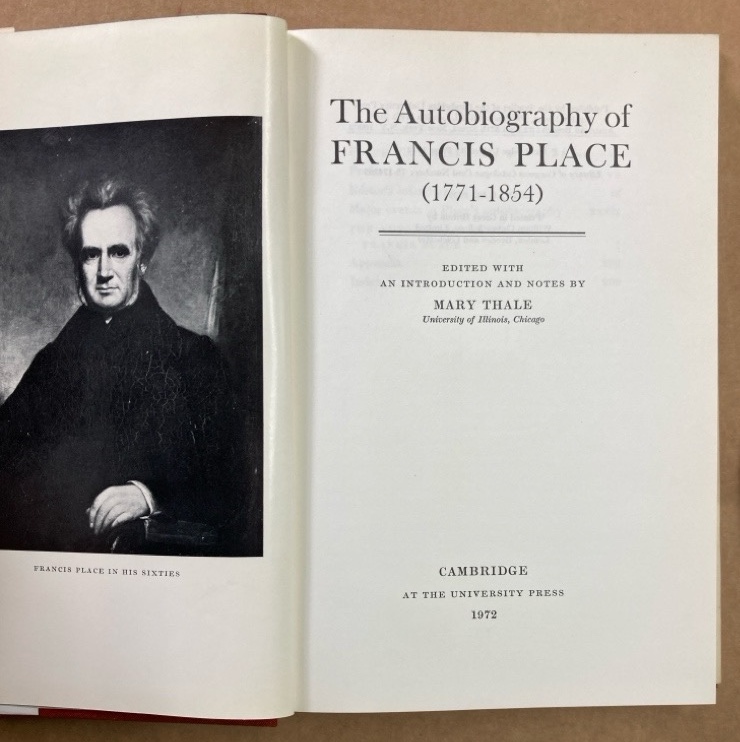 FRANCIS PLACE IN HIS SIXTIES
The Autobiography of
FRANCIS PLACE
(1771-1854)
EDITED WITH
AN INTRODUCTION AND NOTES BY
MARY THALE
University of Illinois, Chicago
CAMBRIDGE
AT THE UNIVERSITY PRESS
1972